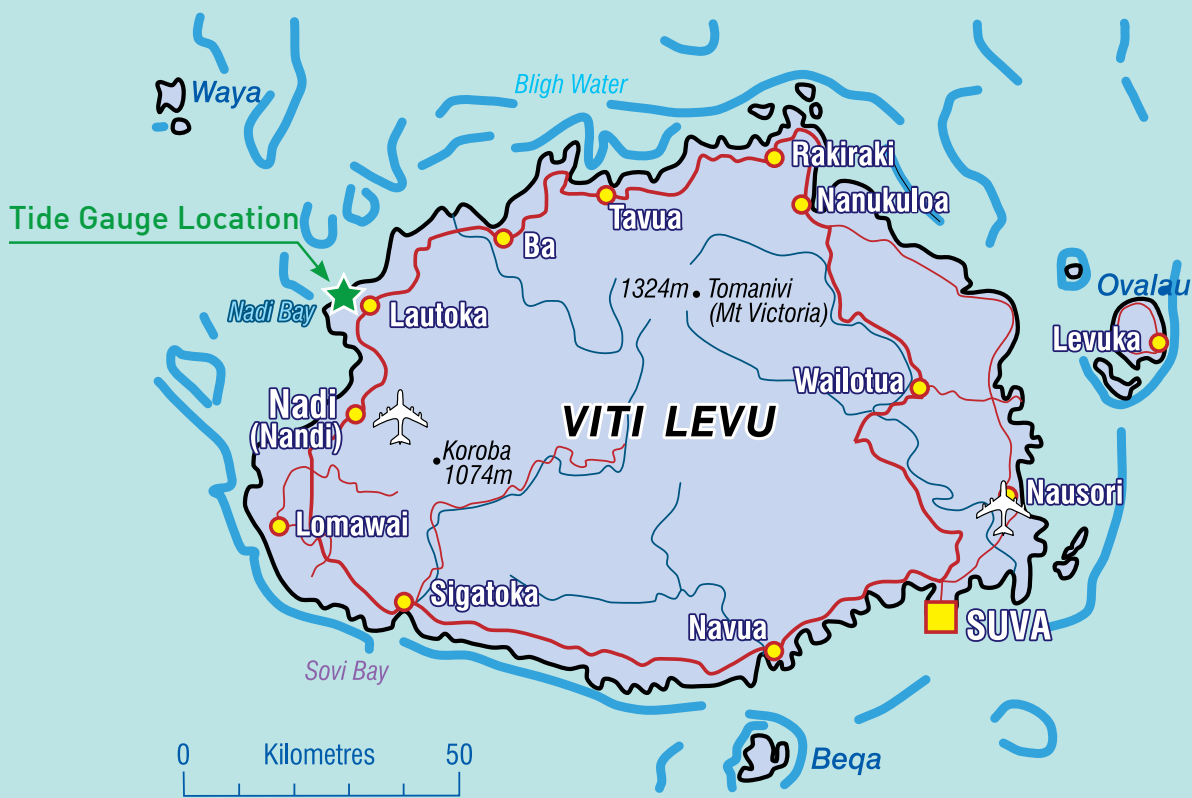 Bligh Water
Waya
Rakiraki
Nanukuloa
Tide Gauge Location
Tavua
Ba
Ovalau
1324m Tomanivi
(Mt Victoria)
Nadi Bay
Lautoka
Levuka
Wailotua
Nadi
(Nandi)
VITI LEVU
Koroba
1074m
Nausori
Lomawai
Sigatoka
Navua
SUVA
Sovi Bay
0 Kilometres 50
Beqa